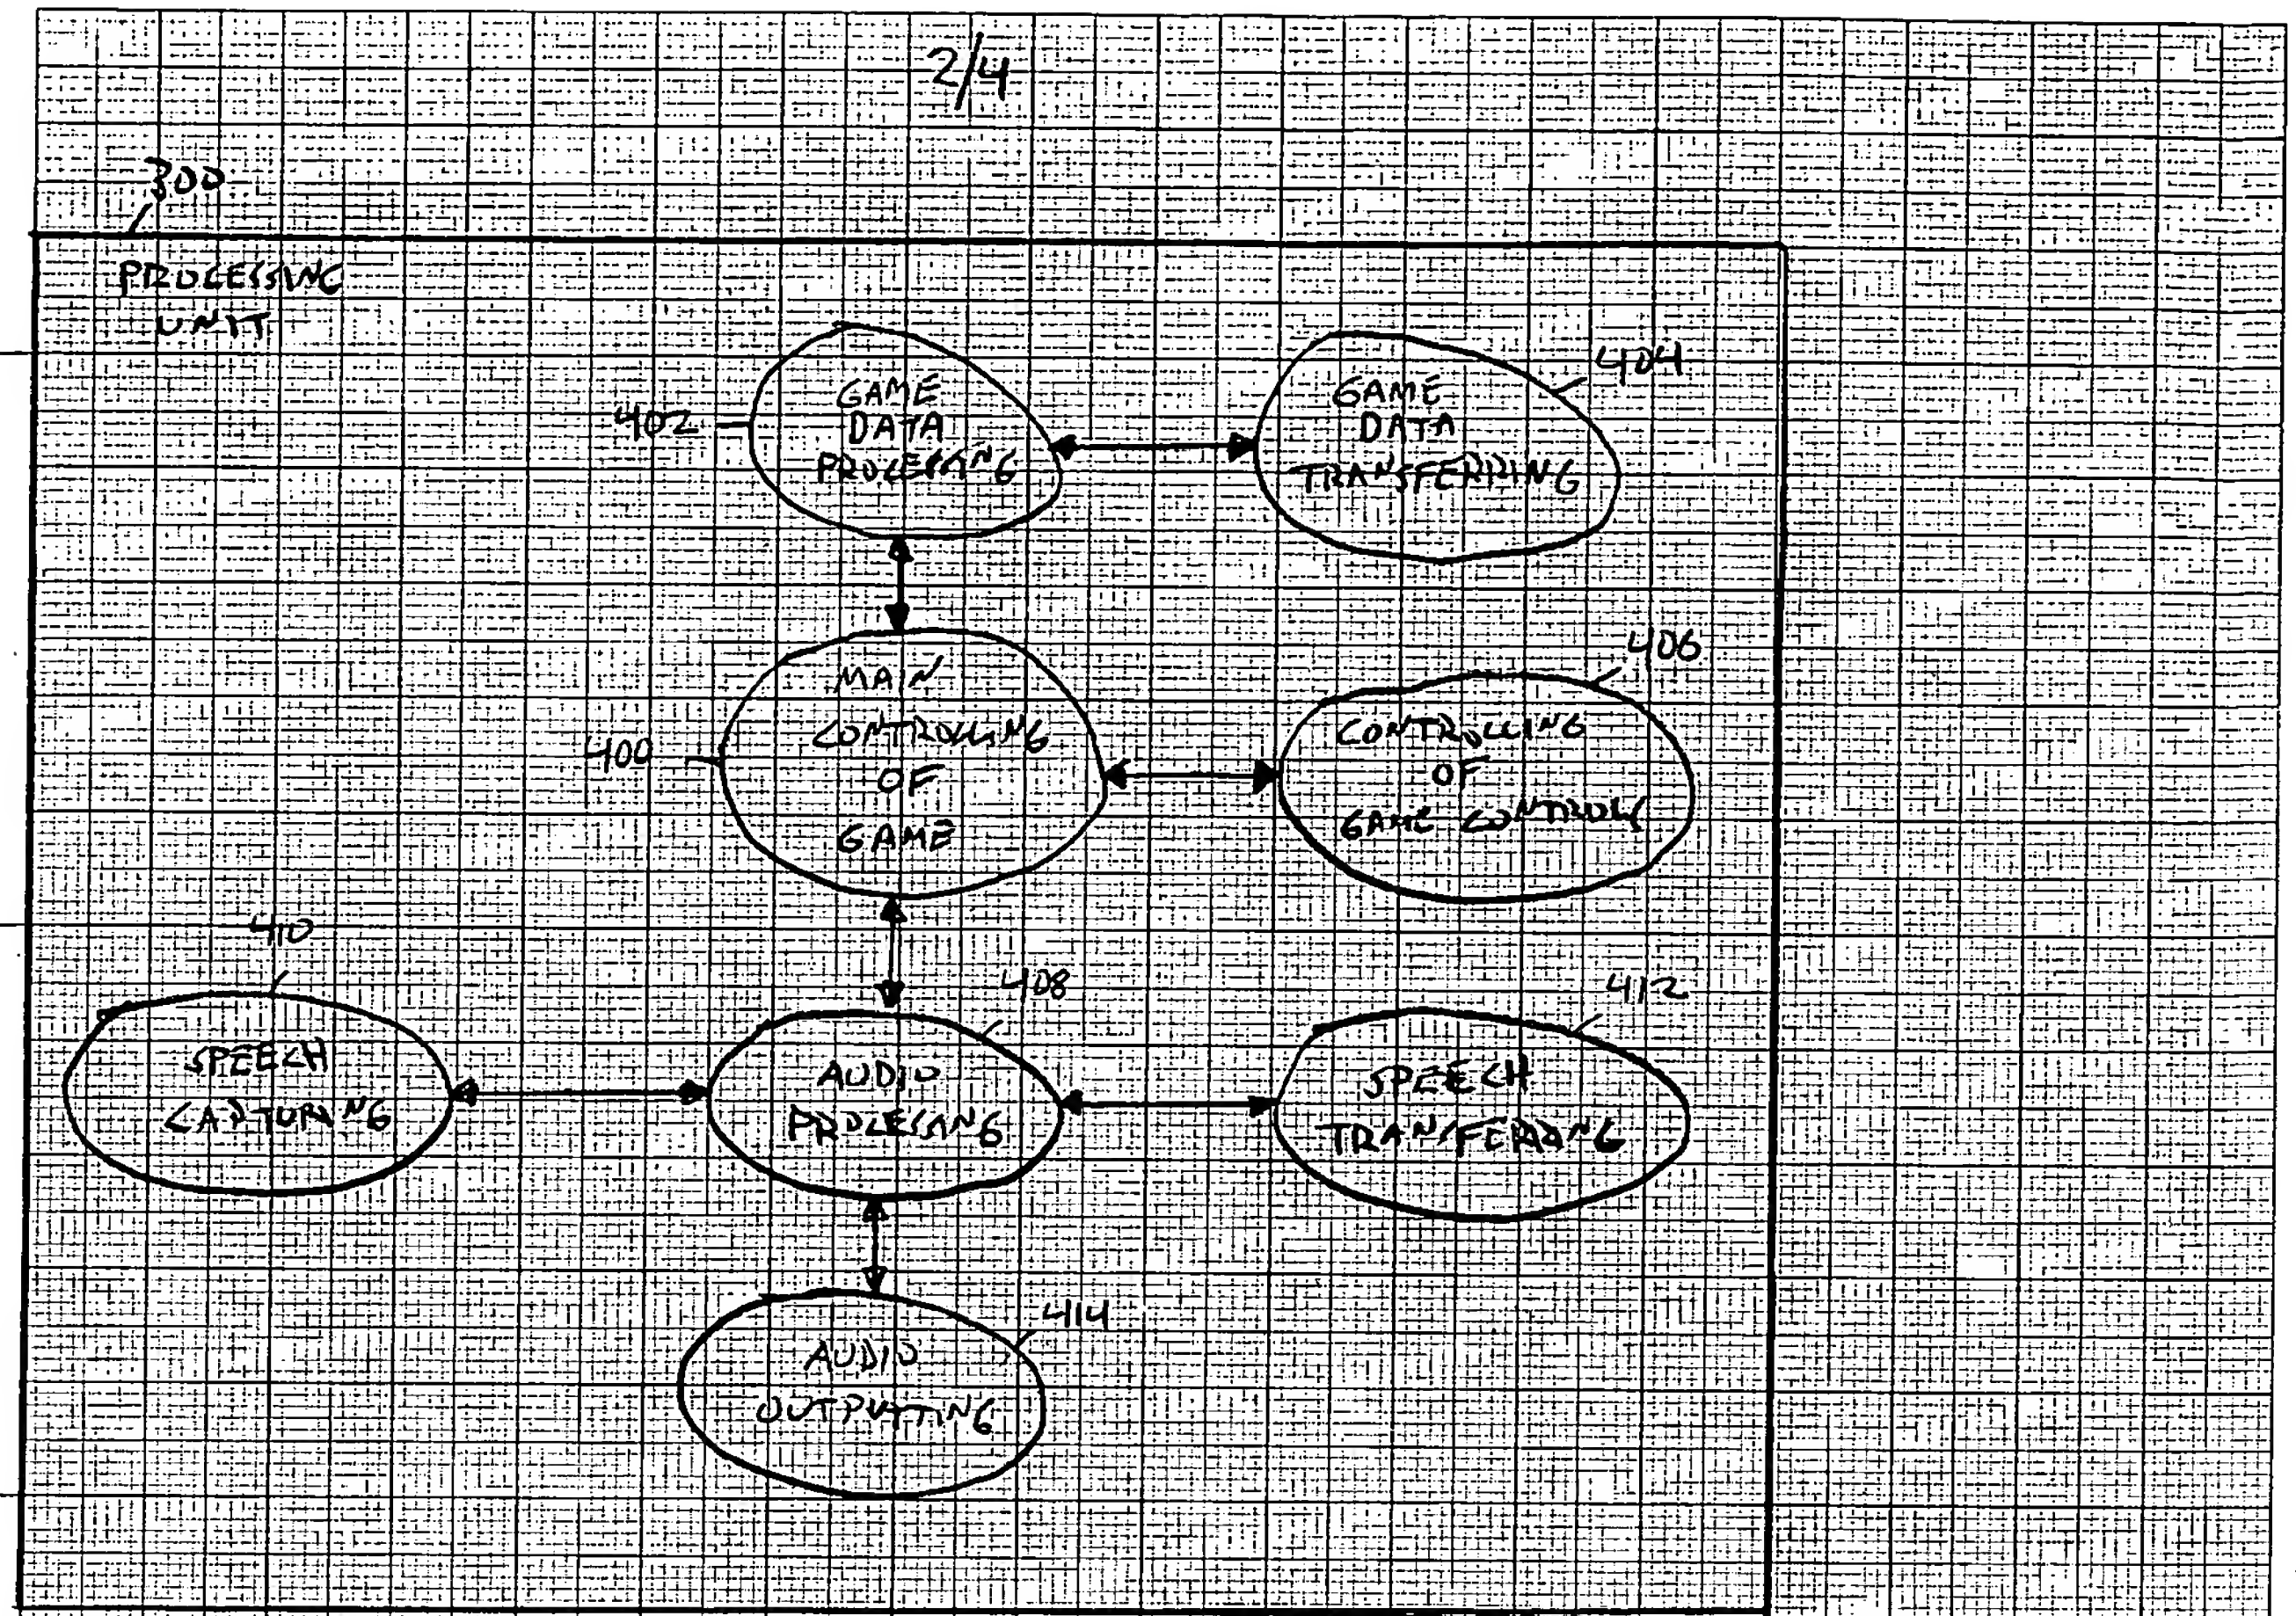 2/4
300
PROCESSING
UNIT
402
GAME
DATA
PROCESSING
404
GAME
DATA
TRANSFERRING
400
MAIN
CONTROLLING
OF
GAME
406
CONTROLLING
OF
GAME CONTROLS
410
SPEECH
CAPTURING
408
AUDIO
PROCESSING
412
SPEECH
TRANSFERRING
414
AUDIO
OUTPUTTING